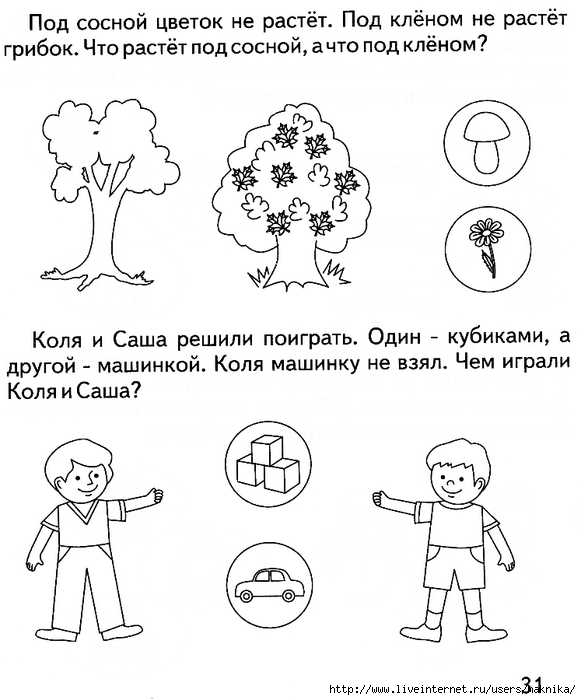 Под сосной цветок не растёт. Под клёном не растёт
грибок. Что растёт под сосной, а что под клёном?
Коля и Саша решили поиграть. Один - кубиками, а
другой - машинкой. Коля машинку не взял. Чем играли
Коля и Саша?
31
http://www.liveinternet.ru/users/naknika/